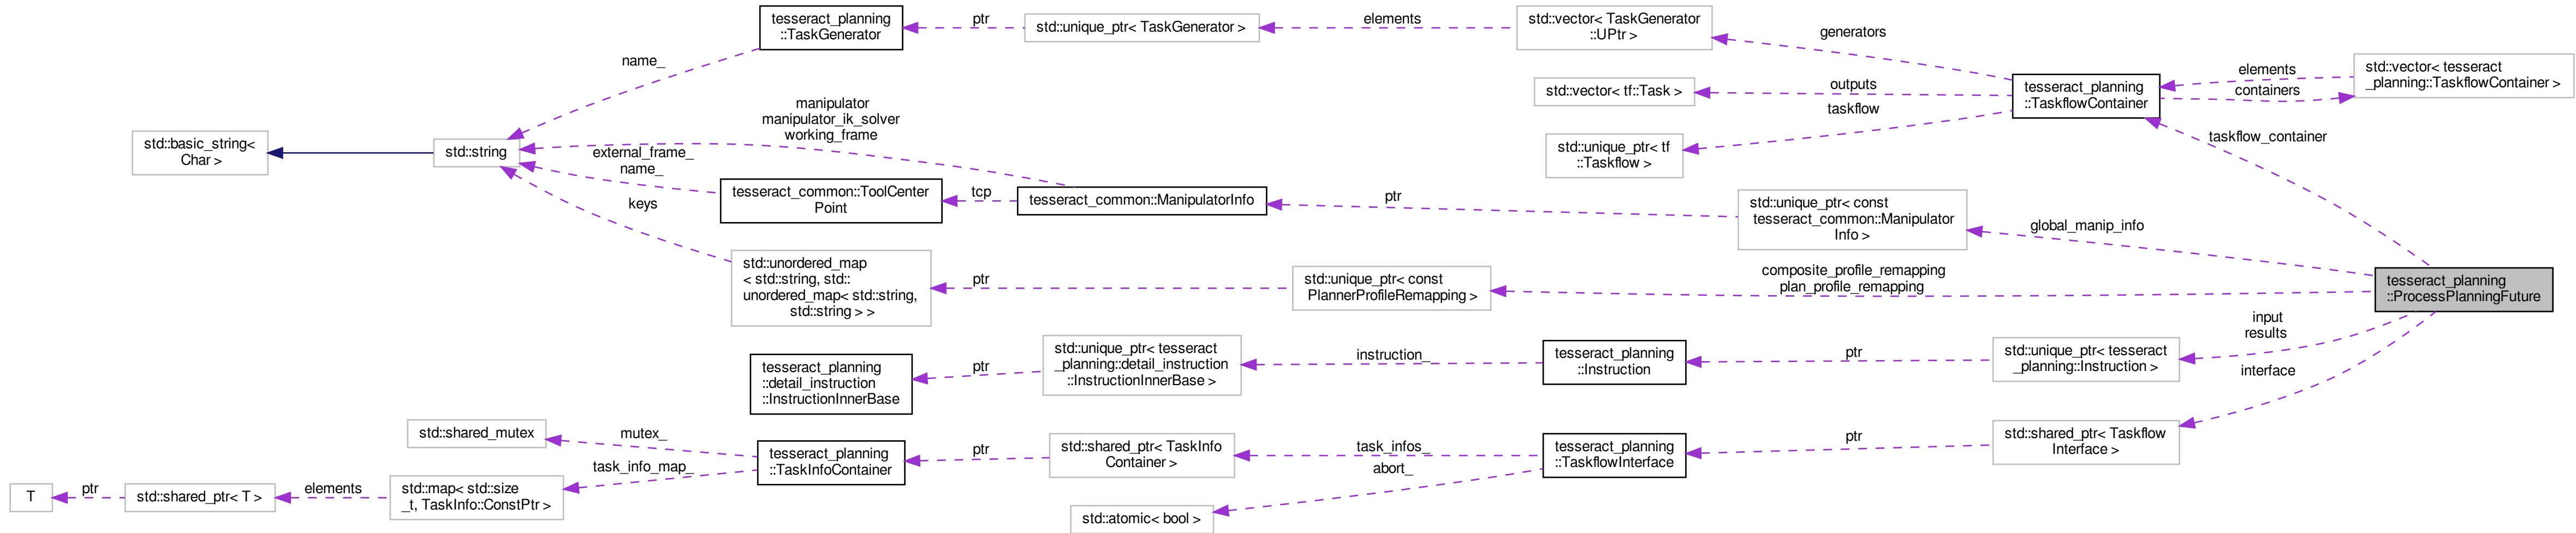 tesseract_planning
::TaskGenerator
ptr
std::unique_ptr< TaskGenerator >
elements
std::vector< TaskGenerator
::UPtr >
generators
name_
outputs
std::vector< tf::Task >
taskflow
std::unique_ptr< tf
::Taskflow >
tesseract_planning
::TaskflowContainer
elements
containers
std::vector< tesseract
_planning::TaskflowContainer >
taskflow_container
std::basic_string<
Char >
std::string
manipulator
manipulator_ik_solver
working_frame
external_frame_
name_
keys
tesseract_common::ToolCenter
Point
tcp
tesseract_common::ManipulatorInfo
ptr
std::unique_ptr< const
tesseract_common::Manipulator
Info >
global_manip_info
std::unordered_map
< std::string, std::
unordered_map< std::string,
std::string > >
ptr
std::unique_ptr< const
PlannerProfileRemapping >
composite_profile_remapping
plan_profile_remapping
tesseract_planning
::ProcessPlanningFuture
tesseract_planning
::detail_instruction
::InstructionInnerBase
ptr
std::unique_ptr< tesseract
_planning::detail_instruction
::InstructionInnerBase >
instruction_
tesseract_planning
::Instruction
ptr
std::unique_ptr< tesseract
_planning::Instruction >
input
results
interface
std::shared_mutex
mutex_
task_info_map_
tesseract_planning
::TaskInfoContainer
ptr
std::shared_ptr< TaskInfo
Container >
task_infos_
abort_
tesseract_planning
::TaskflowInterface
ptr
std::shared_ptr< Taskflow
Interface >
T
ptr
std::shared_ptr< T >
elements
std::map< std::size
_t, TaskInfo::ConstPtr >
std::atomic< bool >